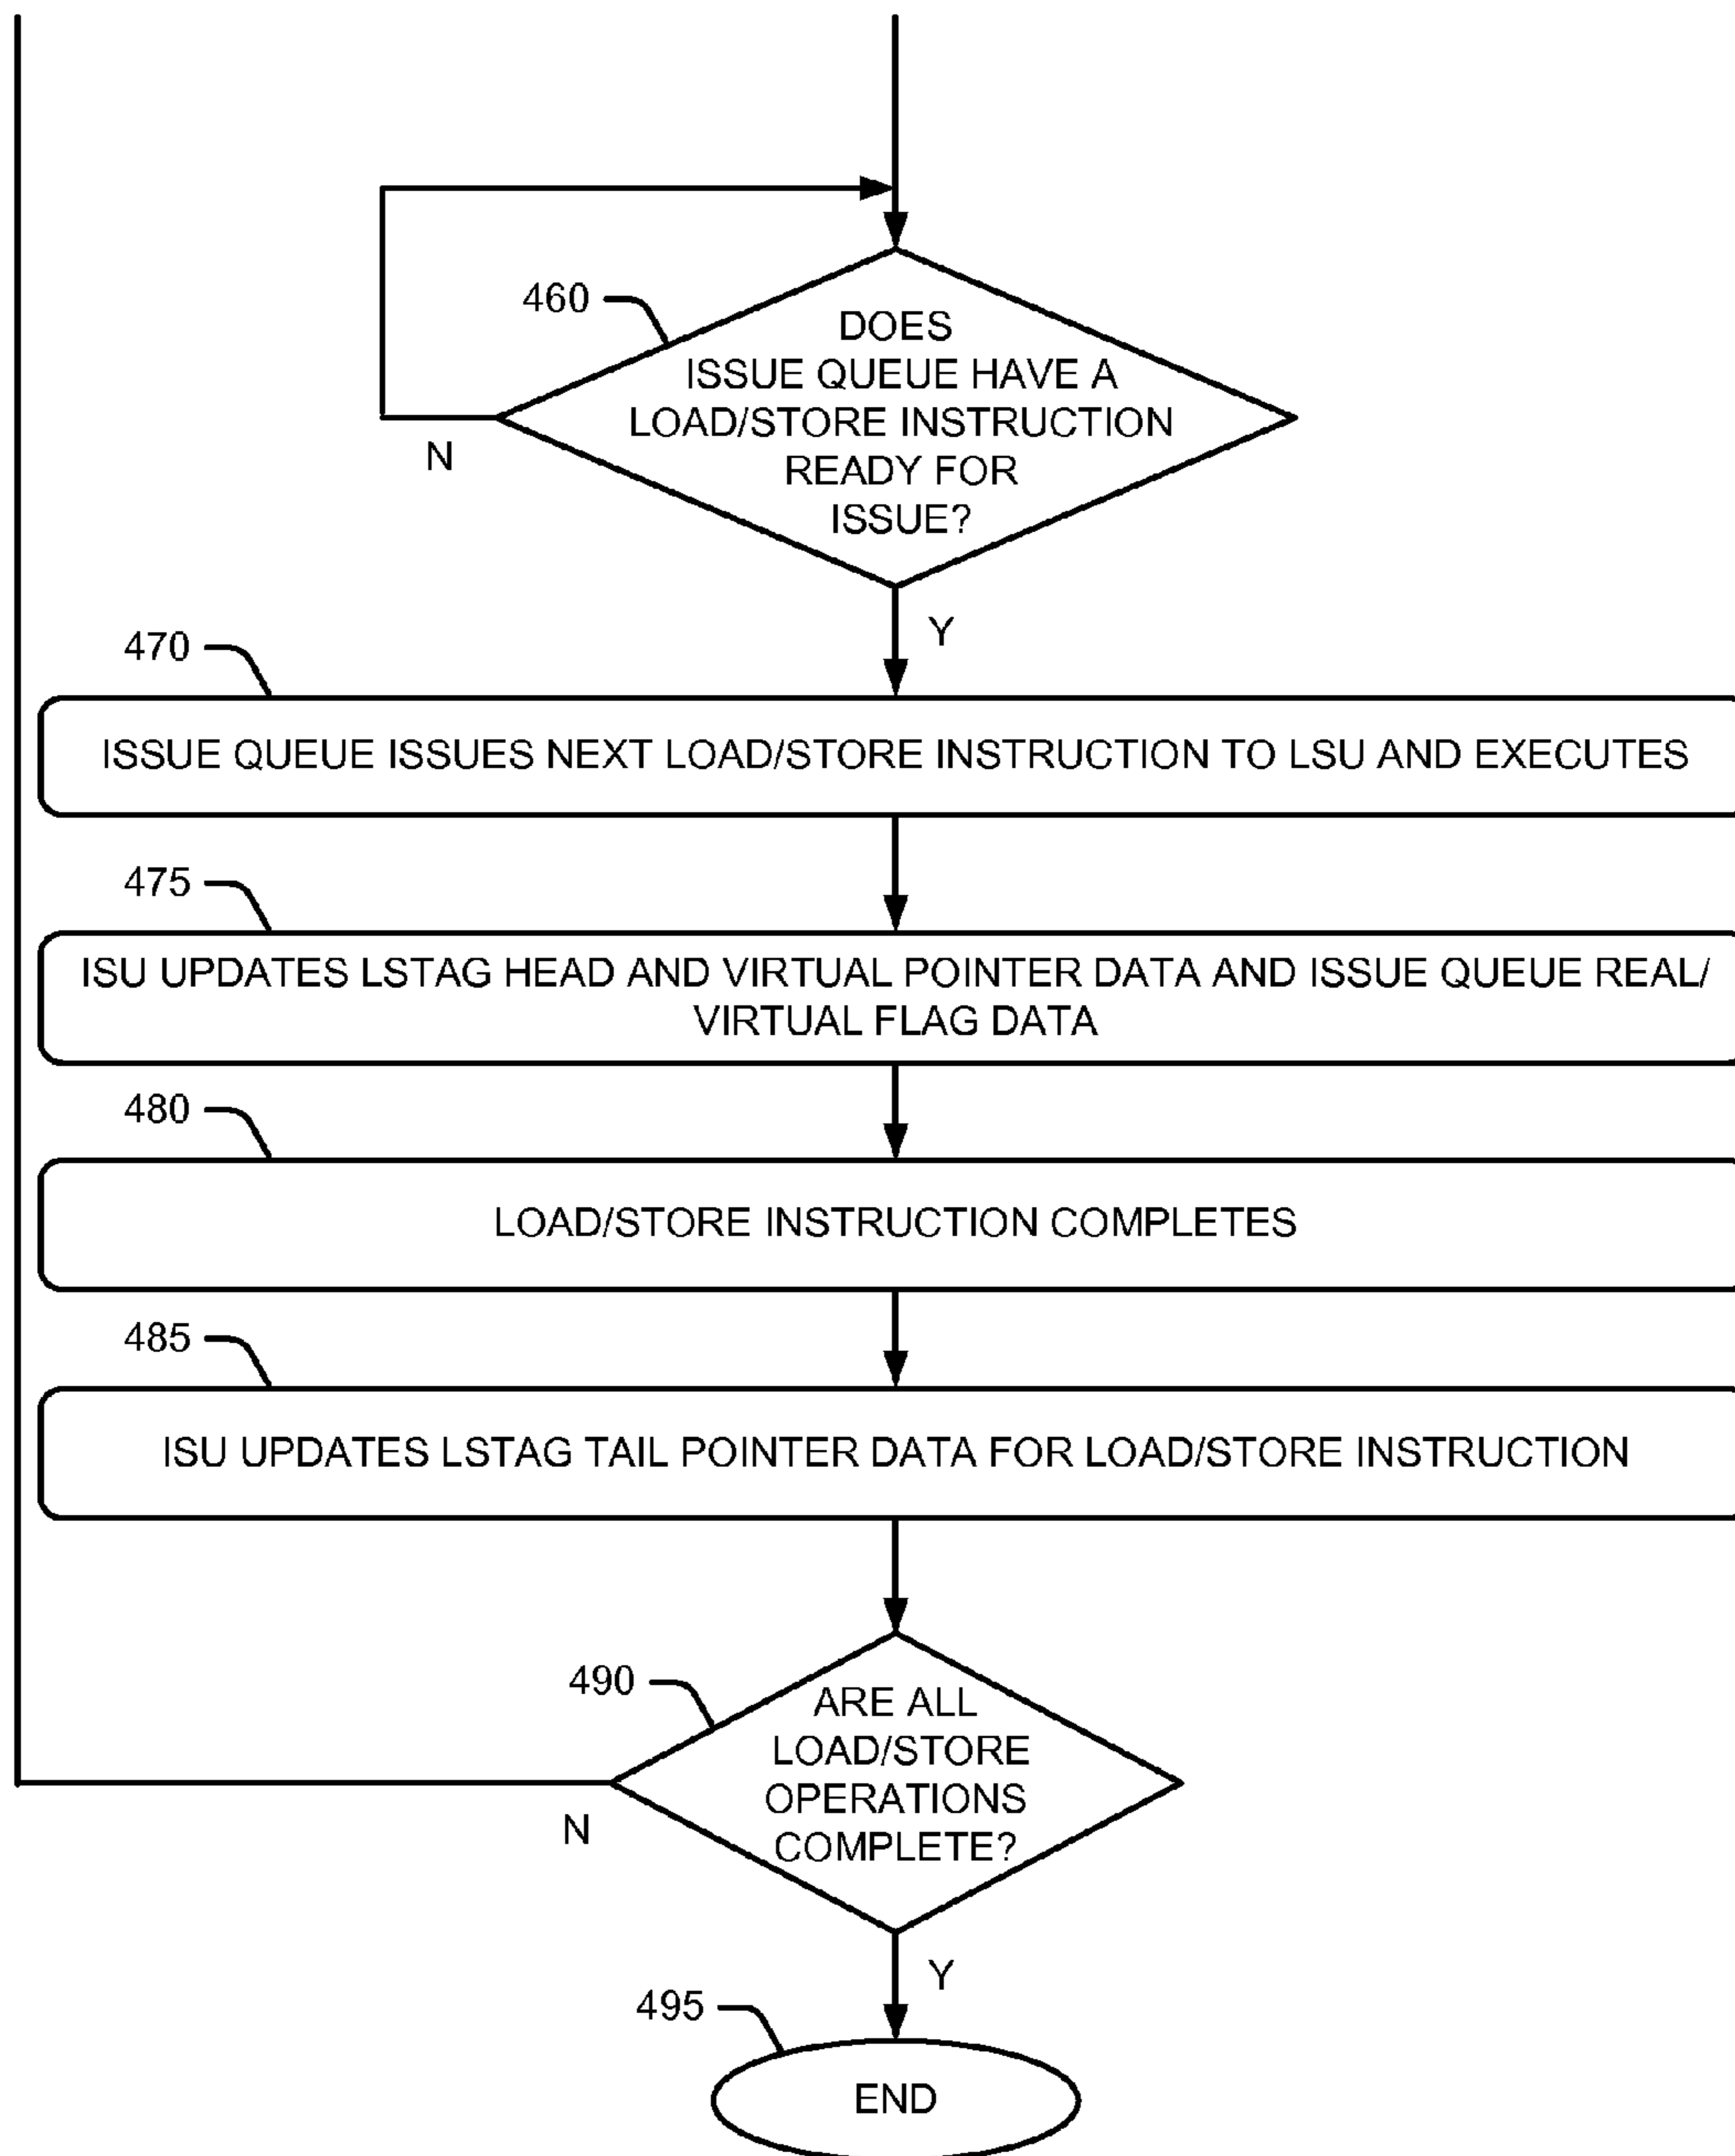 460
DOES
ISSUE QUEUE HAVE A
LOAD/STORE INSTRUCTION
READY FOR
ISSUE?
N
Y
470
ISSUE QUEUE ISSUES NEXT LOAD/STORE INSTRUCTION TO LSU AND EXECUTES
475
ISU UPDATES LSTAG HEAD AND VIRTUAL POINTER DATA AND ISSUE QUEUE REAL/
VIRTUAL FLAG DATA
480
LOAD/STORE INSTRUCTION COMPLETES
485
ISU UPDATES LSTAG TAIL POINTER DATA FOR LOAD/STORE INSTRUCTION
490
ARE ALL
LOAD/STORE
OPERATIONS
COMPLETE?
N
Y
495
END